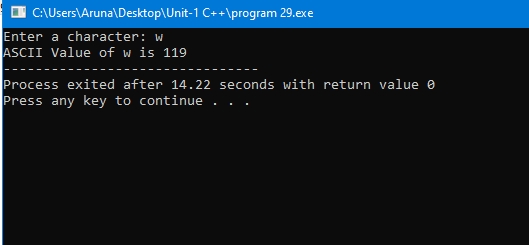 C:\Users\Aruna\Desktop\Unit-1 C++\program 29.exe
Enter a character: w
ASCII Value of w is 119
--------------------------------
Process exited after 14.22 seconds with return value 0
Press any key to continue . . .